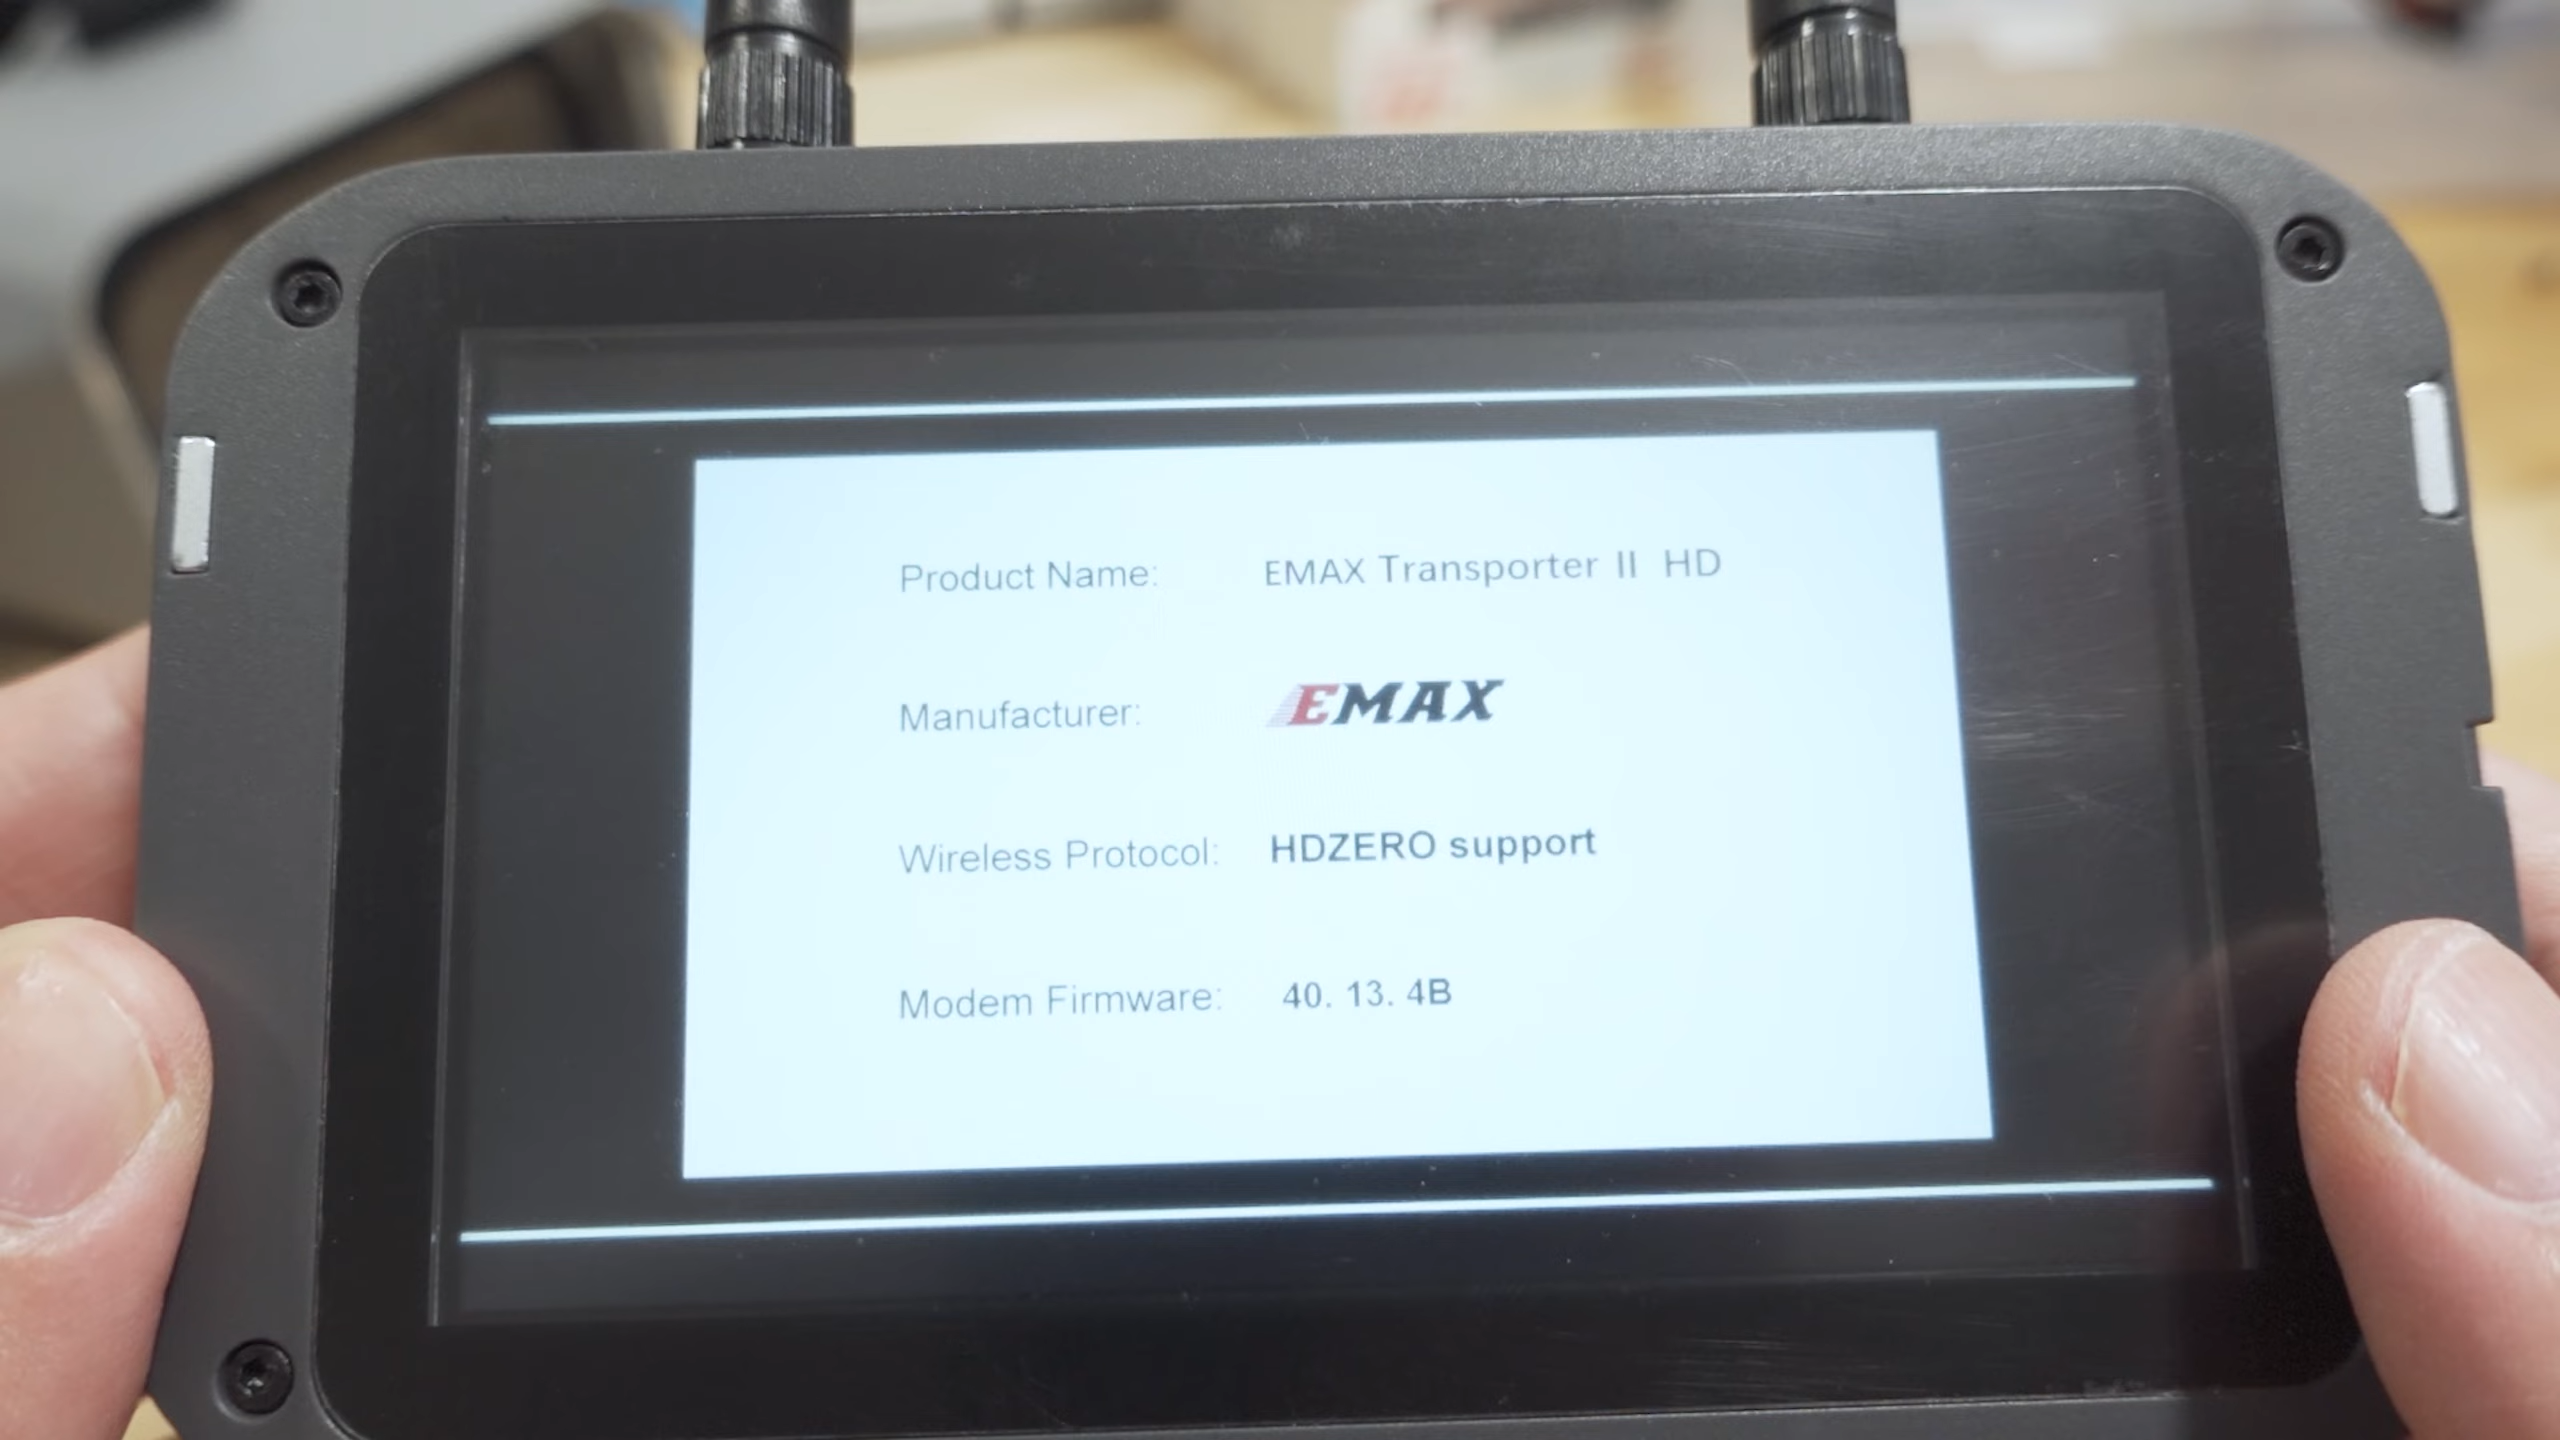 Product Name: EMAX Transporter II HD
Manufacturer: EMAX
Wireless Protocol: HDZERO support
Modem Firmware: 40. 13. 4B